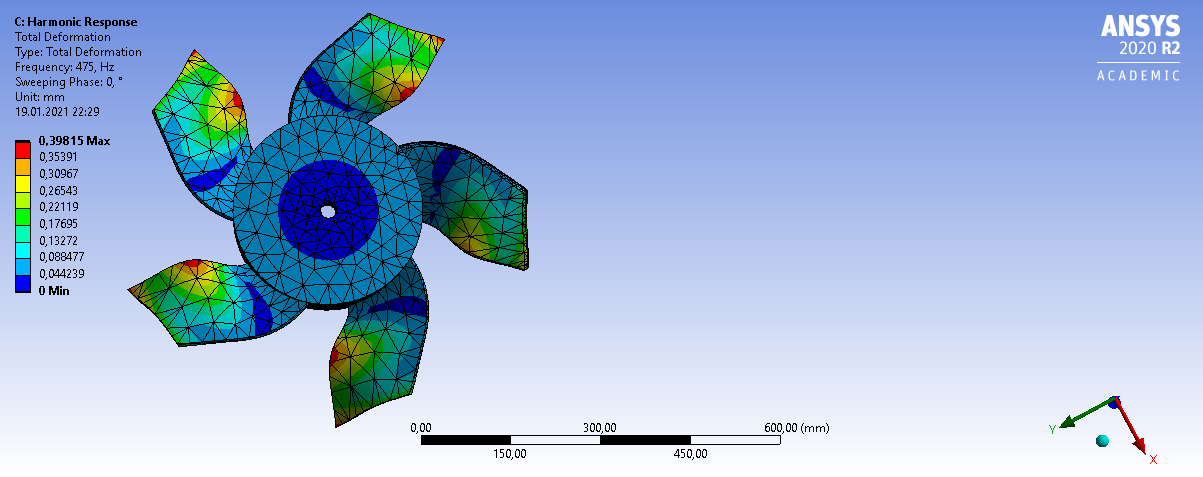 C: Harmonic Response
Total Deformation
Type: Total Deformation
Frequency: 475, Hz
Sweeping Phase: 0, °
Unit: mm
19.01.2021 22:29
0,39815 Max
0,35391
0,30967
0,26543
0,22119
0,17695
0,13272
0,088477
0,044239
0 Min
ANSYS
2020 R2
ACADEMIC
0,00 300,00 600,00 (mm)
150,00 450,00
Y
X